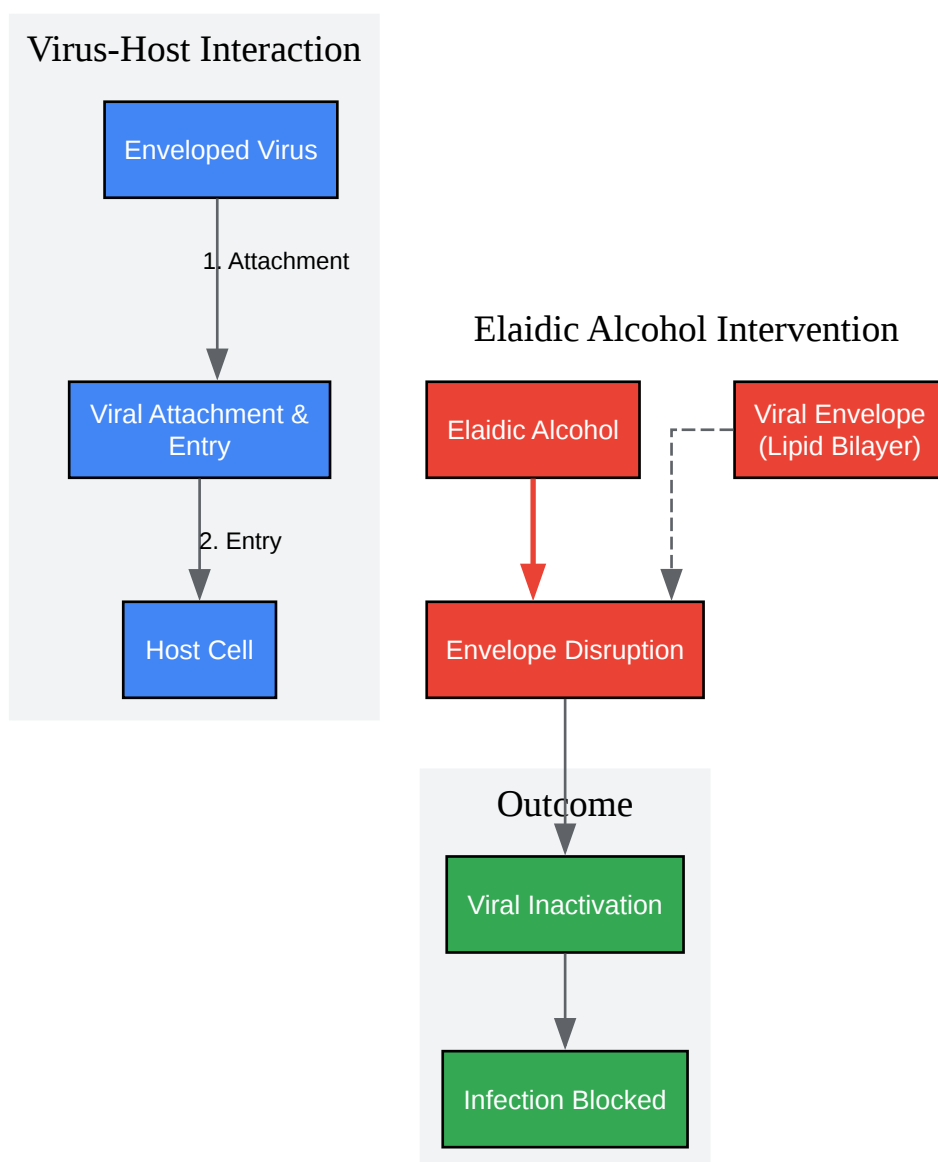 Virus-Host Interaction
Enveloped Virus
1. Attachment
Viral Attachment &
Entry
2. Entry
Host Cell
Elaidic Alcohol Intervention
Elaidic Alcohol
Viral Envelope
(Lipid Bilayer)
Envelope Disruption
Outcome
Viral Inactivation
Infection Blocked